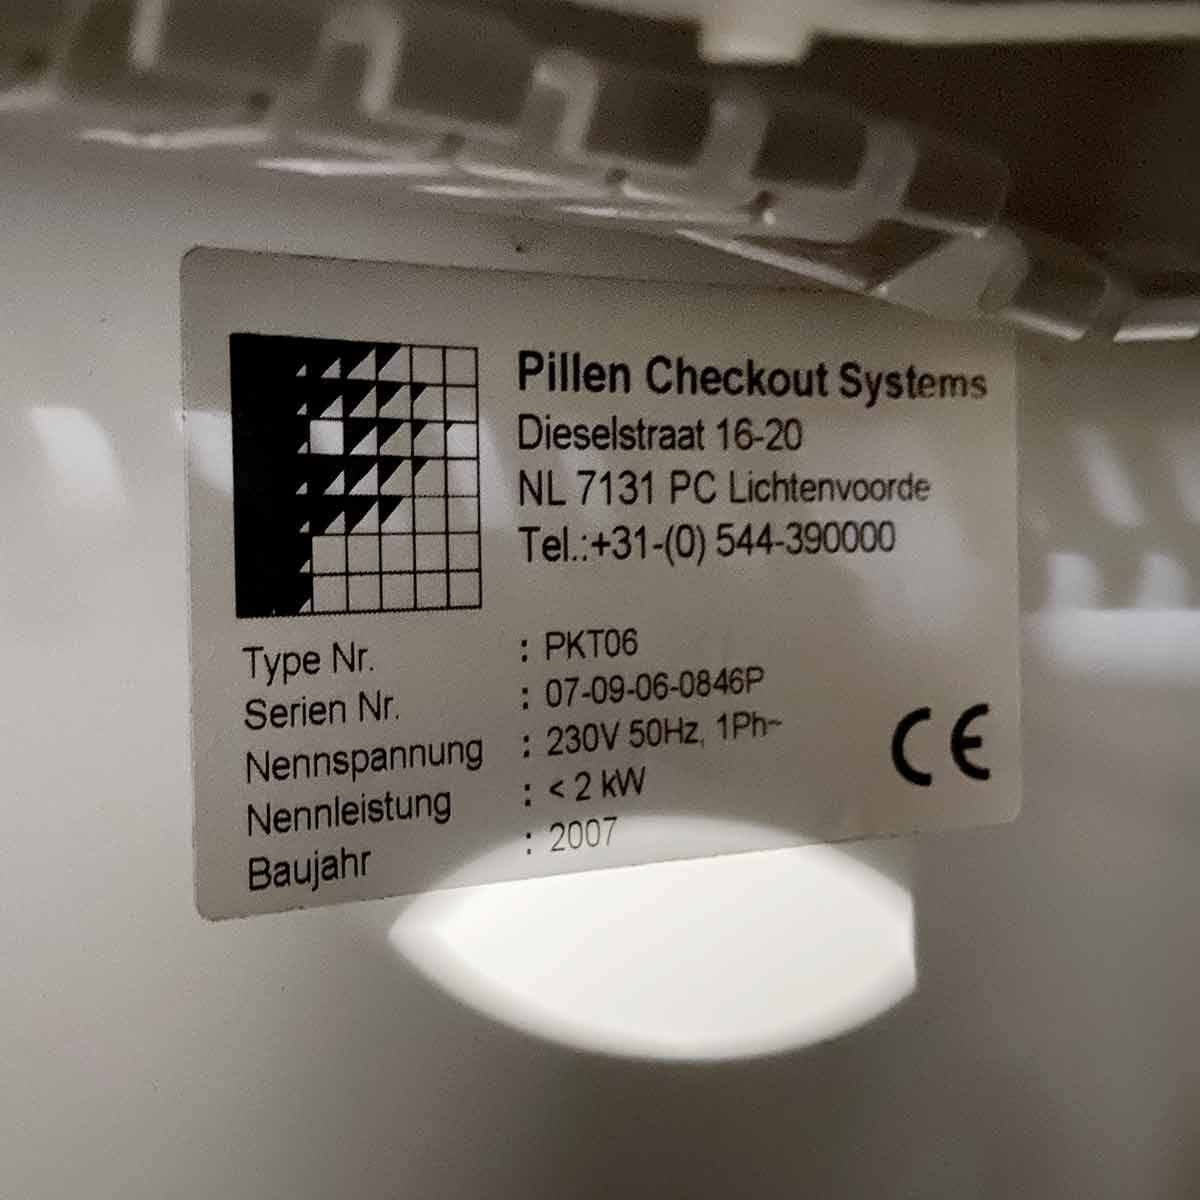 Pillen Checkout Systems
Dieselstraat 16-20
NL 7131 PC Lichtenvoorde
Tel.:+31-(0) 544-390000
Type Nr. : PKT06
Serien Nr. : 07-09-06-0846P
Nennspannung : 230V 50Hz, 1Ph~
Nennleistung : < 2 kW
Baujahr : 2007
CE